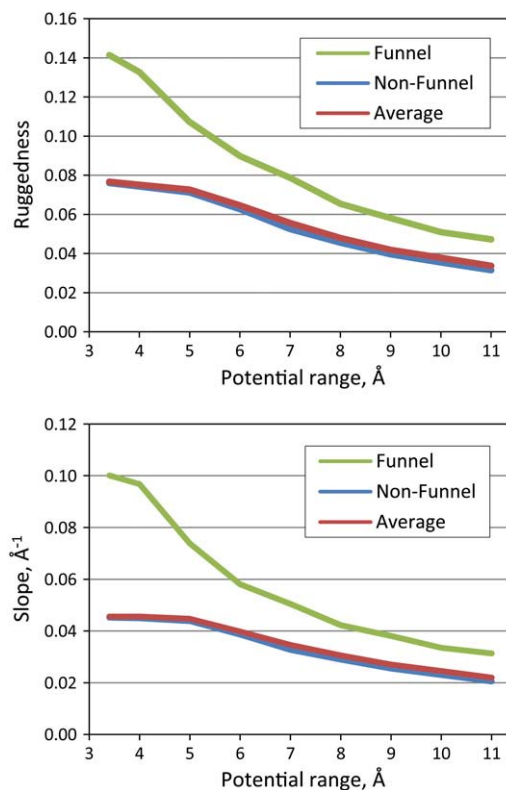 0.16
0.14
0.12
0.10
0.08
0.06
0.04
0.02
0.00
Ruggedness
Funnel
Non-Funnel
Average
3 4 5 6 7 8 9 10 11
Potential range, Å
0.12
0.10
0.08
0.06
0.04
0.02
0.00
Slope, Å-1
Funnel
Non-Funnel
Average
3 4 5 6 7 8 9 10 11
Potential range, Å